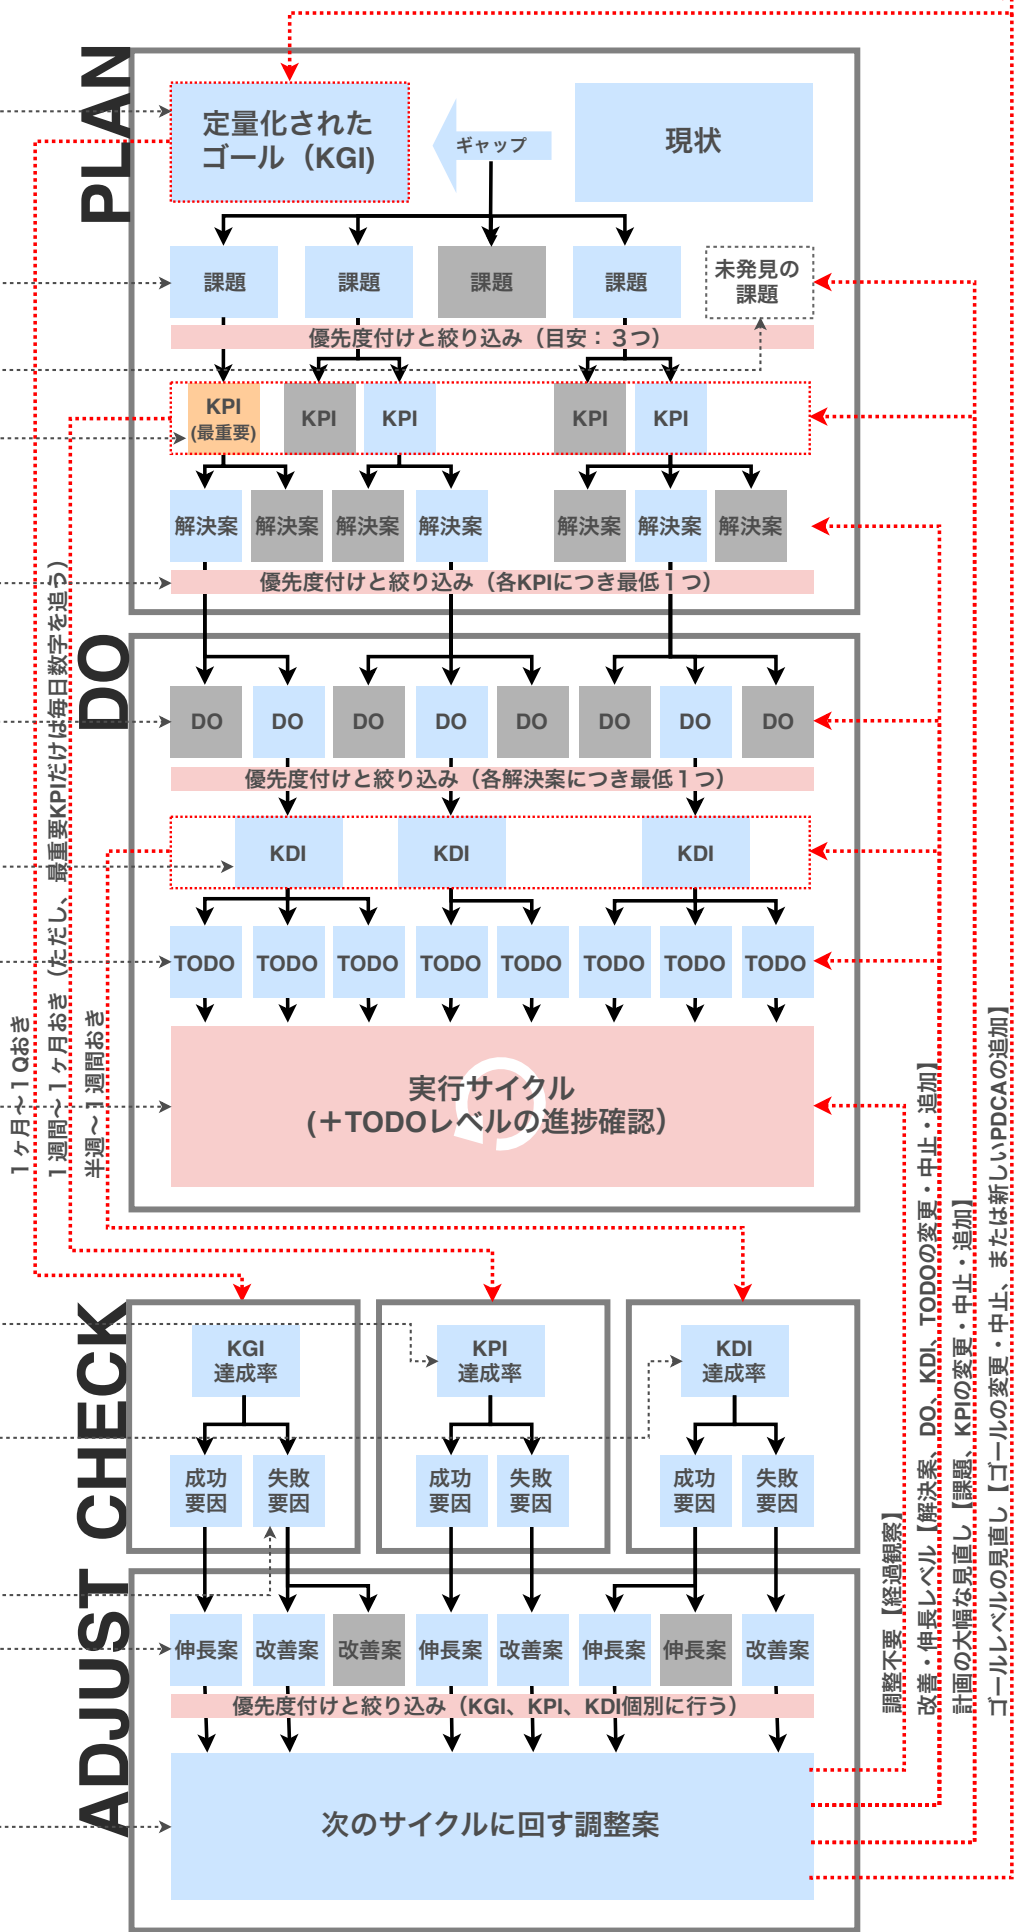 PLAN
定量化された
ゴール（KGI)
ギャップ
現状
課題
課題
課題
課題
未発見の
課題
優先度付けと絞り込み（目安：３つ）
KPI
(最重要)
KPI
KPI
KPI
KPI
解決案
解決案
解決案
解決案
解決案
解決案
解決案
優先度付けと絞り込み（各KPIにつき最低１つ）
DO
DO
DO
DO
DO
DO
DO
DO
DO
優先度付けと絞り込み（各解決案につき最低１つ）
KDI
KDI
KDI
TODO
TODO
TODO
TODO
TODO
TODO
TODO
TODO
実行サイクル
(＋TODOレベルの進捗確認）
１ヶ月〜１Qおき
１週間〜１ヶ月おき（ただし、最重要KPIだけは毎日数字を追う）
半週〜１週間おき
CHECK
KGI
達成率
KPI
達成率
KDI
達成率
成功
要因
失敗
要因
成功
要因
失敗
要因
成功
要因
失敗
要因
ADJUST
伸長案
改善案
改善案
伸長案
改善案
伸長案
伸長案
改善案
優先度付けと絞り込み（KGI、KPI、KDI個別に行う）
次のサイクルに回す調整案
調整不要【経過観察】
改善・伸長レベル【解決案、DO、KDI、TODOの変更・中止・追加】
計画の大幅な見直し【課題、KPIの変更・中止・追加】
ゴールレベルの見直し【ゴールの変更・中止、または新しいPDCAの追加】